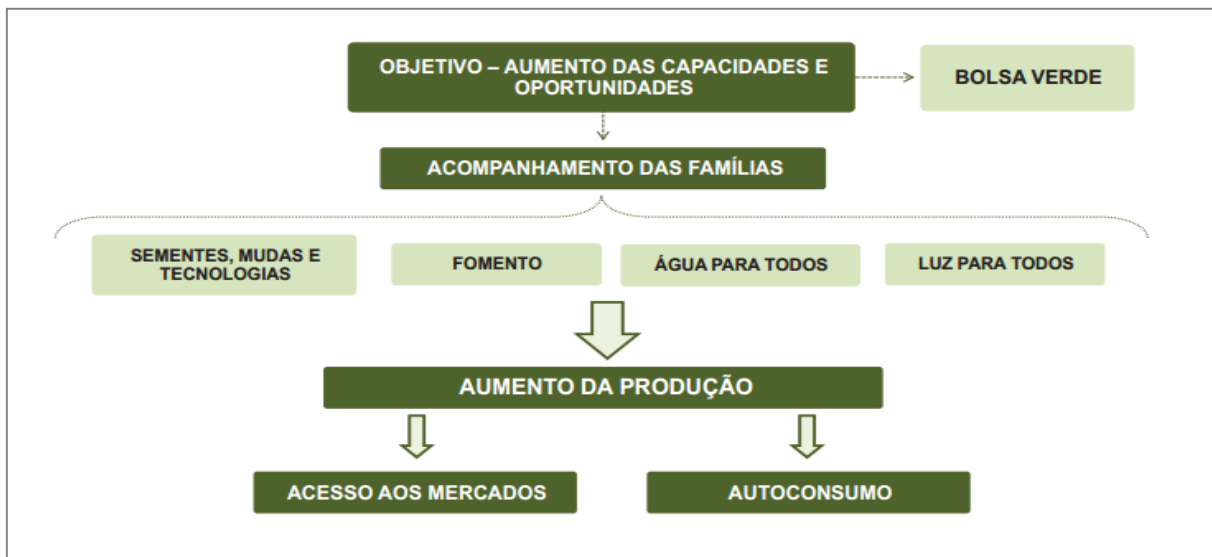 OBJETIVO – AUMENTO DAS CAPACIDADES E
OPORTUNIDADES
BOLSA VERDE
ACOMPANHAMENTO DAS FAMÍLIAS
SEMENTES, MUDAS E
TECNOLOGIAS
FOMENTO
ÁGUA PARA TODOS
LUZ PARA TODOS
AUMENTO DA PRODUÇÃO
ACESSO AOS MERCADOS
AUTOCONSUMO